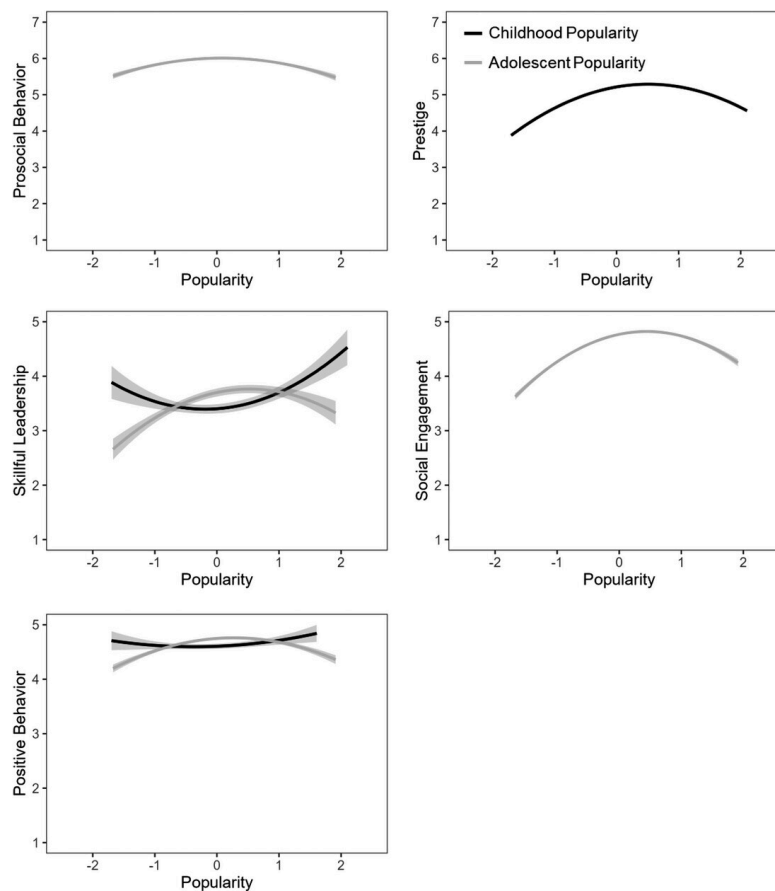 Prosocial Behavior
7
6
5
4
3
2
1
-2 -1 0 1 2
Popularity
Prestige
7
6
5
4
3
2
1
Childhood Popularity
Adolescent Popularity
-2 -1 0 1 2
Popularity
Skillful Leadership
5
4
3
2
1
-2 -1 0 1 2
Popularity
Social Engagement
5
4
3
2
1
-2 -1 0 1 2
Popularity
Positive Behavior
5
4
3
2
1
-2 -1 0 1 2
Popularity